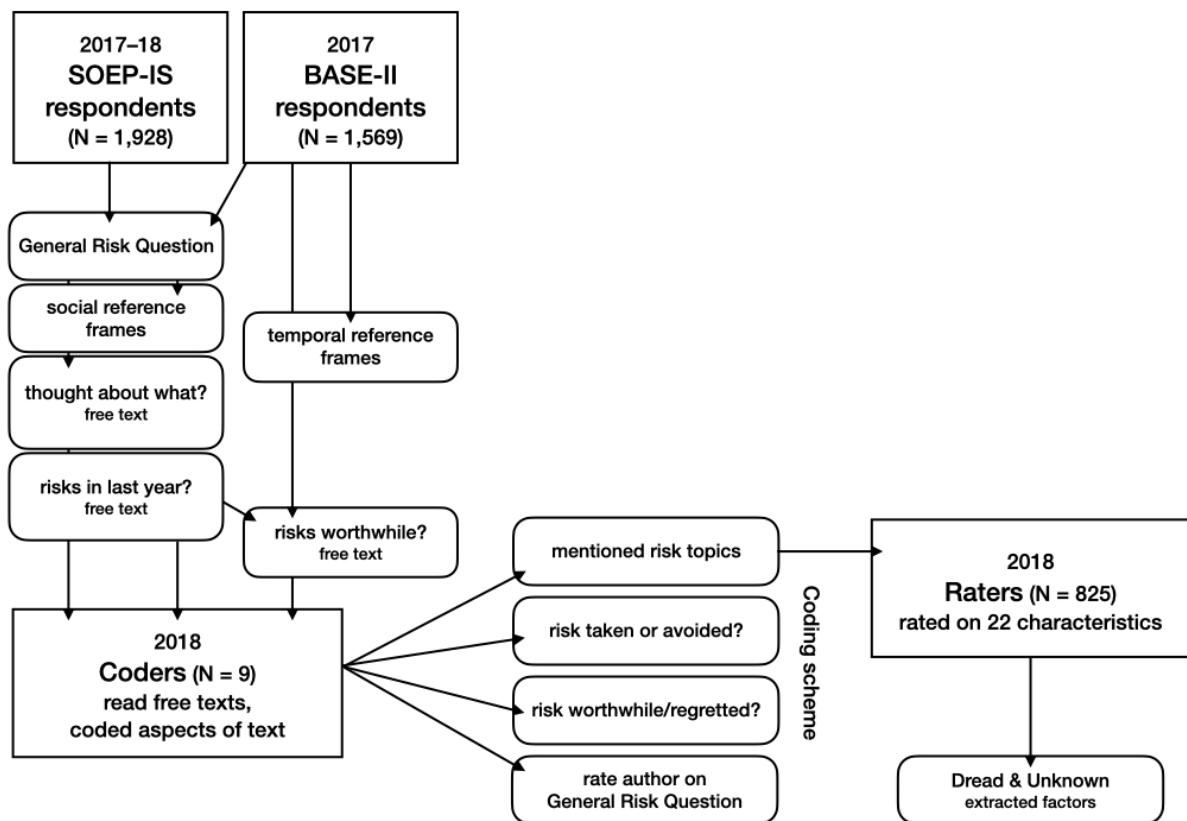 2017–18
SOEP-IS
respondents
(N = 1,928)
2017
BASE-II
respondents
(N = 1,569)
General Risk Question
social reference
frames
temporal reference
frames
thought about what?
free text
risks in last year?
free text
risks worthwhile?
free text
2018
Coders (N = 9)
read free texts,
coded aspects of text
mentioned risk topics
risk taken or avoided?
risk worthwhile/regretted?
rate author on
General Risk Question
Coding scheme
2018
Raters (N = 825)
rated on 22 characteristics
Dread & Unknown
extracted factors